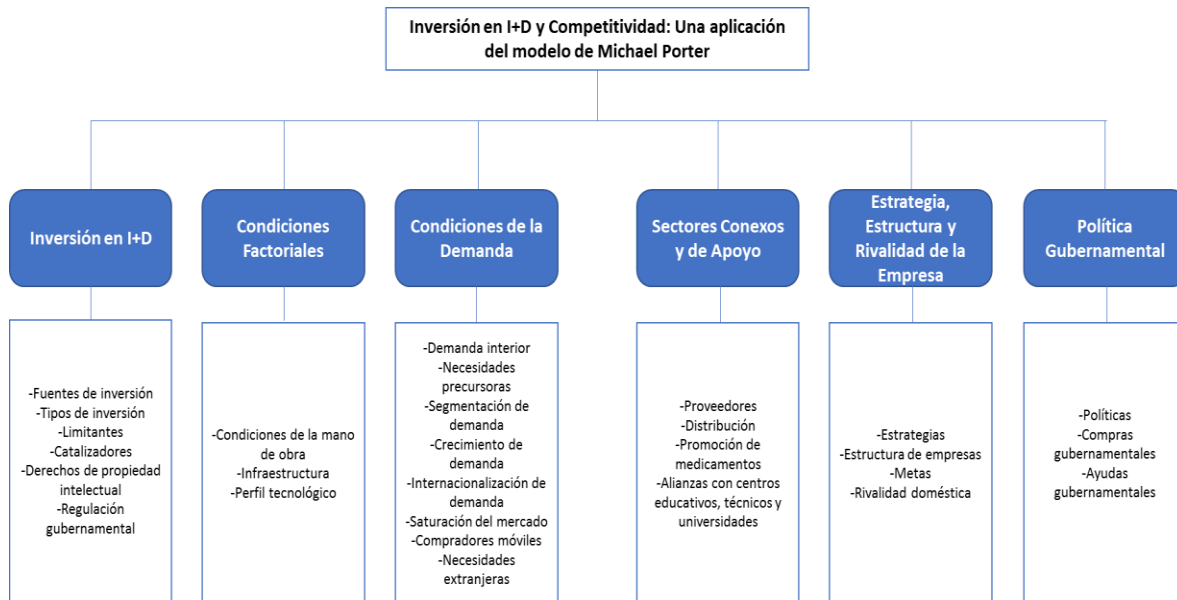 Inversión en I+D y Competitividad: Una aplicación
del modelo de Michael Porter
Inversión en I+D
Condiciones
Factoriales
Condiciones de la
Demanda
Sectores Conexos
y de Apoyo
Estrategia,
Estructura y
Rivalidad de la
Empresa
Política
Gubernamental
-Fuentes de inversión
-Tipos de inversión
-Limitantes
-Catalizadores
-Derechos de propiedad
intelectual
-Regulación
gubernamental
-Condiciones de la mano
de obra
-Infraestructura
-Perfil tecnológico
-Demanda interior
-Necesidades
precursoras
-Segmentación de
demanda
-Crecimiento de
demanda
-Internacionalización de
demanda
-Saturación del mercado
-Compradores móviles
-Necesidades
extranjeras
-Proveedores
-Distribución
-Promoción de
medicamentos
-Alianzas con centros
educativos, técnicos y
universidades
-Estrategias
-Estructura de empresas
-Metas
-Rivalidad doméstica
-Políticas
-Compras
gubernamentales
-Ayudas
gubernamentales